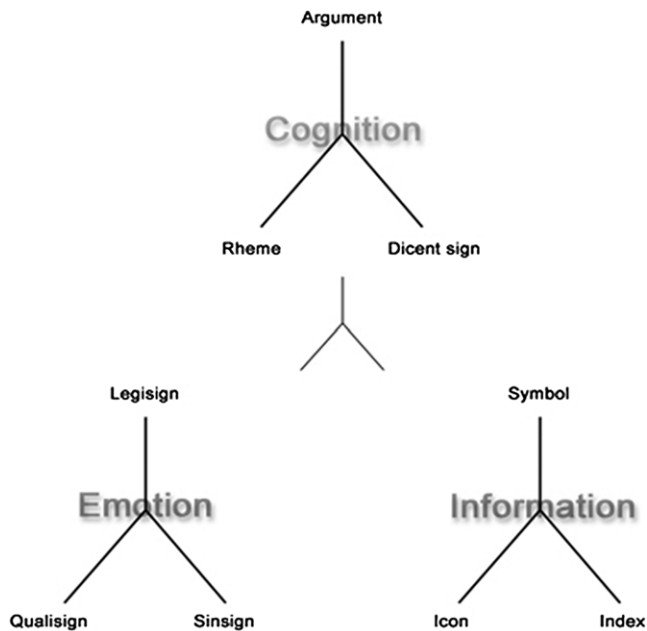 Argument
Cognition
Rheme
Dicent sign
Legisign
Symbol
Emotion
Information
Qualisign
Sinsign
Icon
Index